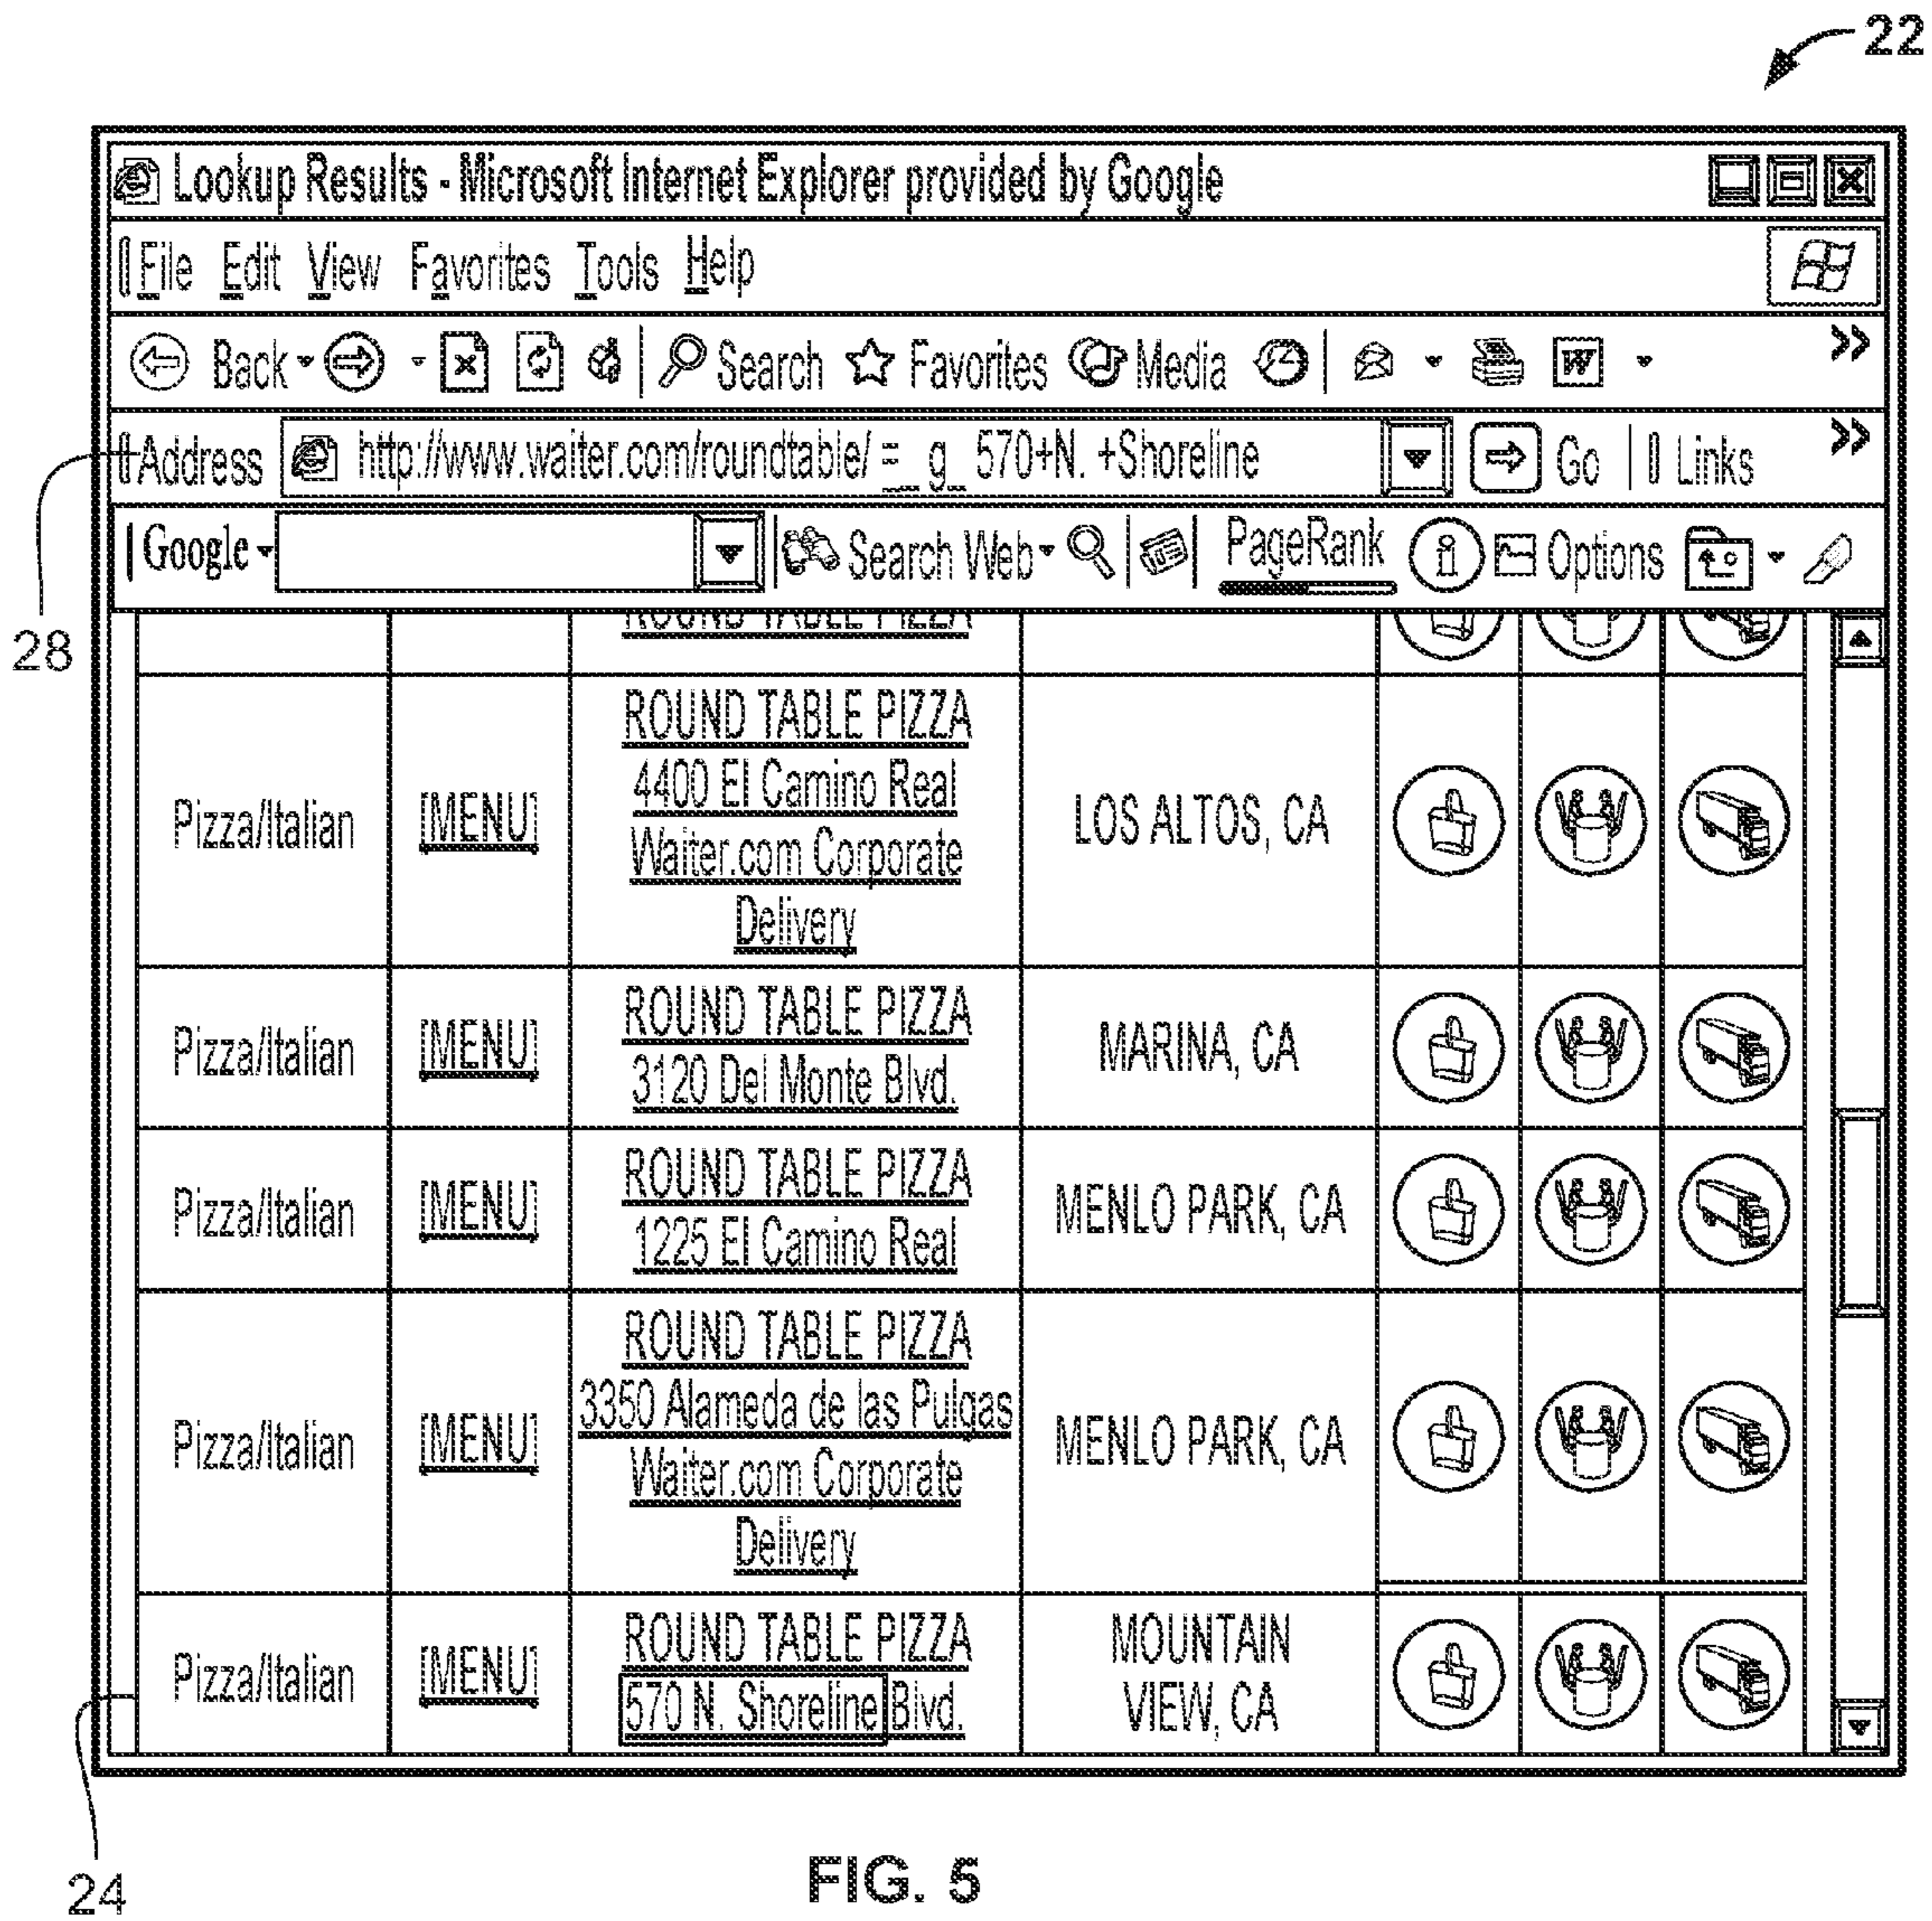 22
Lookup Results - Microsoft Internet Explorer provided by Google
File Edit View Favorites Tools Help
Back Search Favorites Media W
Address http://www.waiter.com/roundtable/ =__g_ 570+N. +Shoreline Go Links
Google Search Web PageRank i Options
28
ROUND TABLE PIZZA
Pizza/Italian [MENU] ROUND TABLE PIZZA
4400 El Camino Real
Waiter.com Corporate
Delivery
LOS ALTOS, CA
Pizza/Italian [MENU] ROUND TABLE PIZZA
3120 Del Monte Blvd.
MARINA, CA
Pizza/Italian [MENU] ROUND TABLE PIZZA
1225 El Camino Real
MENLO PARK, CA
Pizza/Italian [MENU] ROUND TABLE PIZZA
3350 Alameda de las Pulgas
Waiter.com Corporate
Delivery
MENLO PARK, CA
Pizza/Italian [MENU] ROUND TABLE PIZZA
570 N. Shoreline Blvd.
MOUNTAIN
VIEW, CA
24
FIG. 5